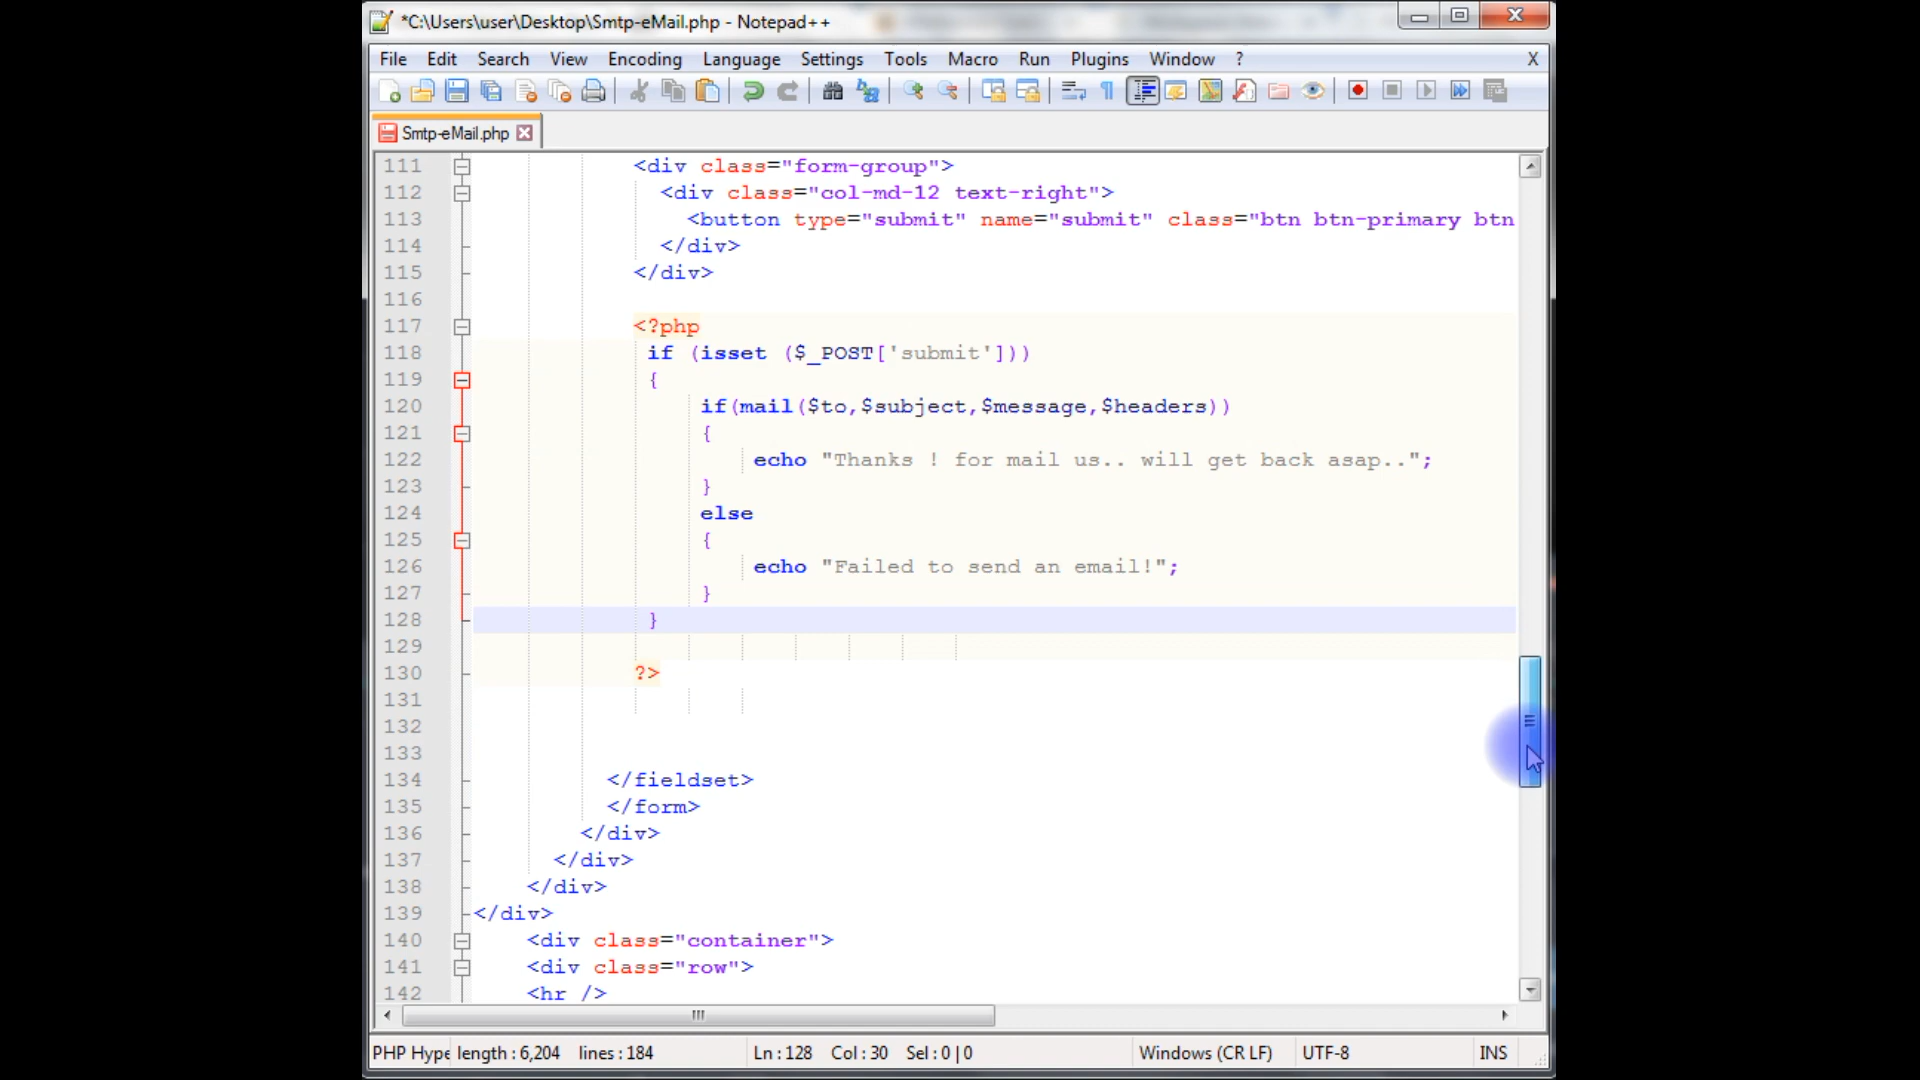 *C:\Users\user\Desktop\Smtp-eMail.php - Notepad++
File Edit Search View Encoding Language Settings Tools Macro Run Plugins Window ? X
Smtp-eMail.php
111 <div class="form-group">
112 <div class="col-md-12 text-right">
113 <button type="submit" name="submit" class="btn btn-primary btn
114 </div>
115 </div>
116
117 <?php
118 if (isset ($_POST['submit']))
119 {
120 if(mail($to,$subject,$message,$headers))
121 {
122 echo "Thanks ! for mail us.. will get back asap..";
123 }
124 else
125 {
126 echo "Failed to send an email!";
127 }
128 }
129
130 ?>
131
132
133
134 </fieldset>
135 </form>
136 </div>
137 </div>
138 </div>
139 </div>
140 <div class="container">
141 <div class="row">
142 <hr />
PHP Hype length : 6,204 lines : 184 Ln : 128 Col : 30 Sel : 0 | 0 Windows (CR LF) UTF-8 INS